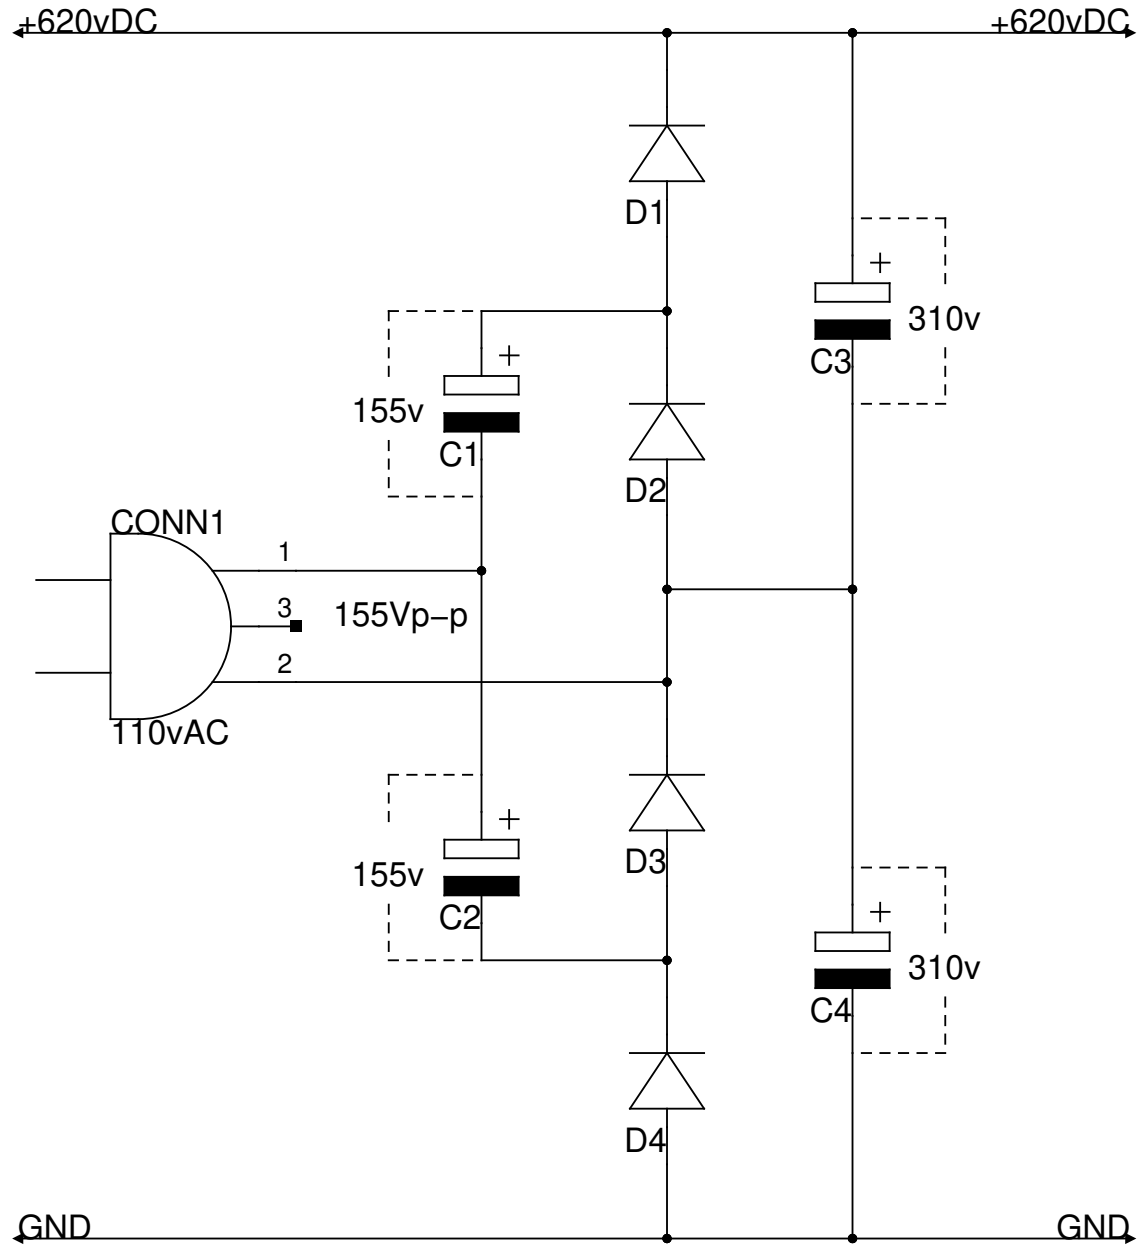 +620vDC +620vDC
D1
+
310v
C3
+
155v
C1
D2
CONN1
1
3
155Vp−p
2
110vAC
+
155v
C2
D3
+
310v
C4
D4
GND GND